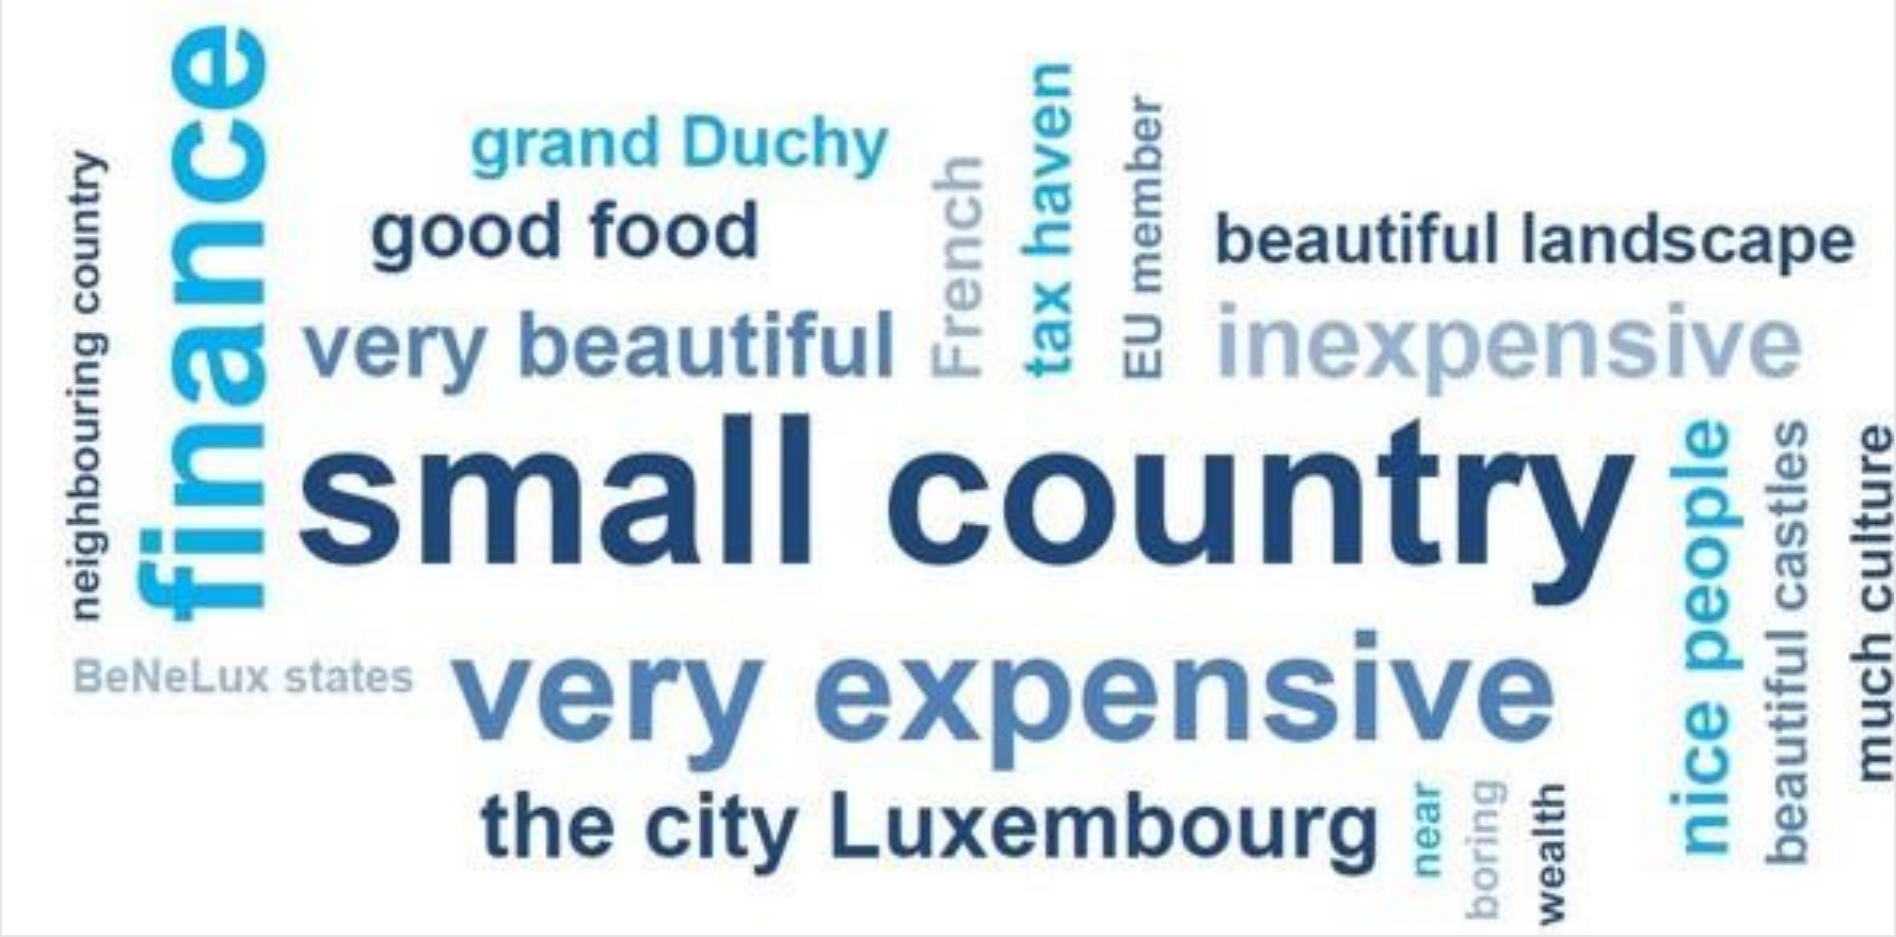 neighbouring country
finance
grand Duchy
good food
very beautiful
French
tax haven
EU member
beautiful landscape
inexpensive
small country
nice people
beautiful castles
much culture
BeNeLux states
very expensive
the city Luxembourg
near
boring
wealth